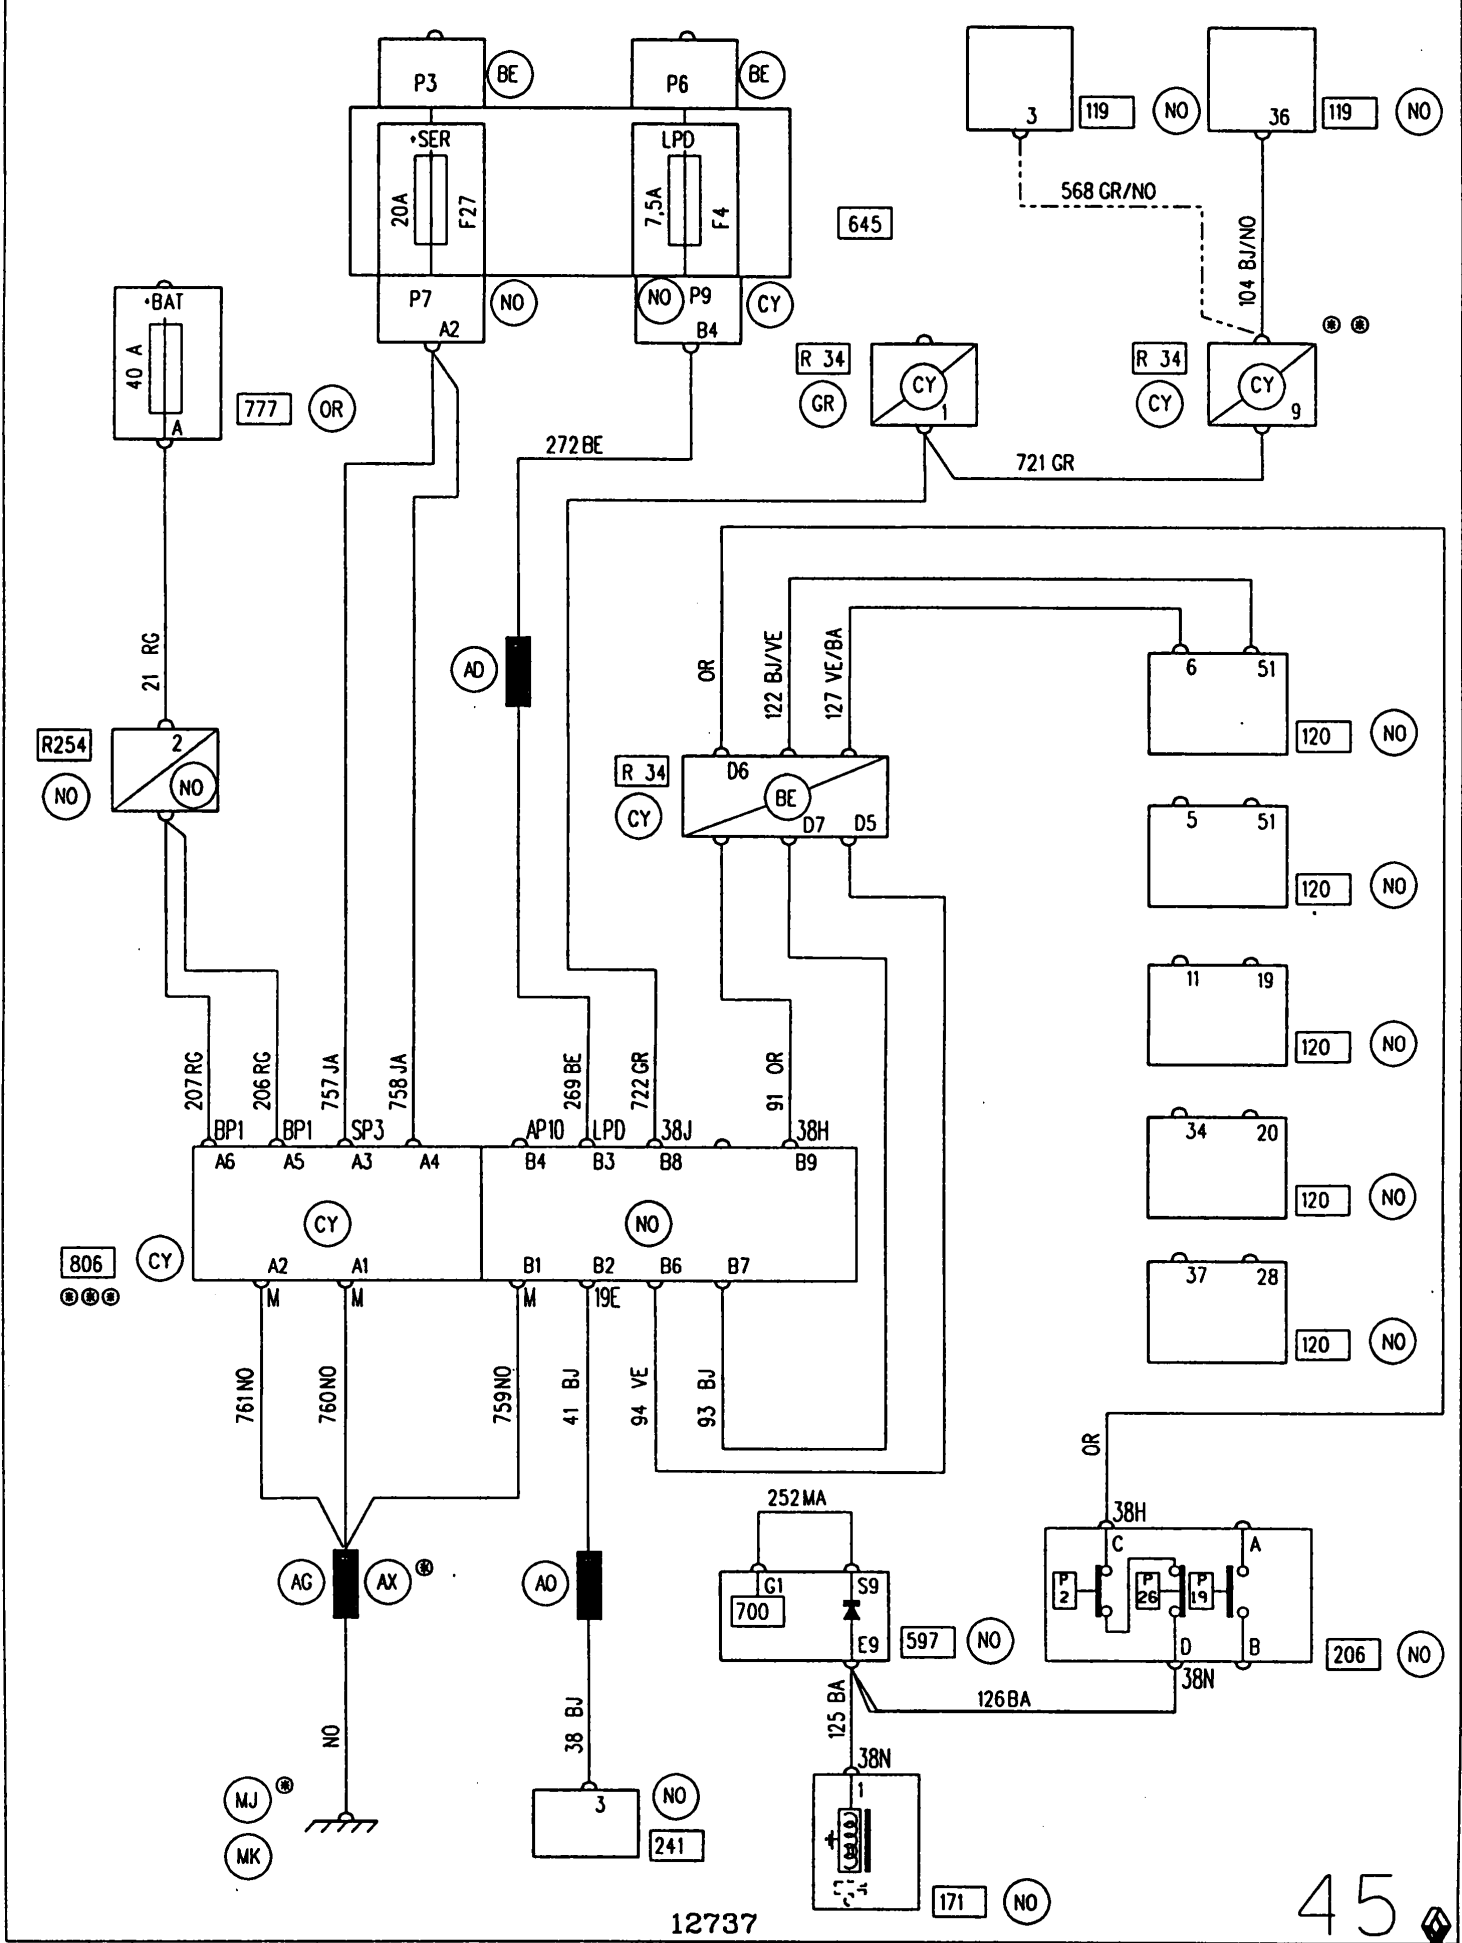 P3 BE P6 BE
3 119 NO 36 119 NO
+SER LPD
20A F27 7,5A F4
568 GR/NO
104 BJ/NO
645
P7 NO NO P9 CY
A2 B4
+BAT
40 A
A
777 OR
R 34 CY R 34 CY
GR 1 CY 9
272 BE
721 GR
21 RG
AD
OR
122 BJ/VE
127 VE/BA
6 51
120 NO
R254 2
NO NO
R 34 D6
BE
CY D7 D5
5 51
120 NO
11 19
120 NO
207 RG
206 RG
757 JA
758 JA
269 BE
722 GR
91 OR
BP1 BP1 SP3 AP10 LPD 38J 38H
A6 A5 A3 A4 B4 B3 B8 B9
34 20
120 NO
CY NO
806 CY
A2 A1 B1 B2 B6 B7
M M M 19E
37 28
120 NO
761 NO
760 NO
759 NO
41 BJ
94 VE
93 BJ
OR
252 MA
38H
C A
P 2 P 26 P 19
AG AX AO
G1 S9
700
E9
597 NO
D B
38N
206 NO
125 BA
126 BA
NO
38 BJ
38N
1
MJ
MK
3
NO
241
171 NO
12737
45